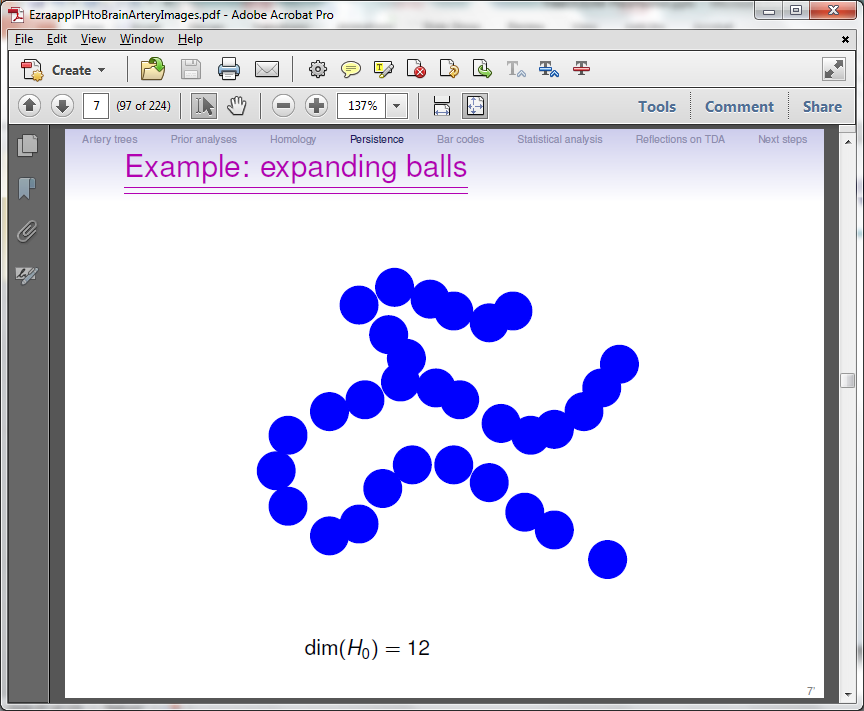 EzraapplPHtoBrainArteryImages.pdf - Adobe Acrobat Pro
File Edit View Window Help
Create
7 (97 of 224) 137% Tools Comment Share
Artery trees Prior analyses Homology Persistence Bar codes Statistical analysis Reflections on TDA Next steps
Example: expanding balls
dim(H₀) = 12
7'